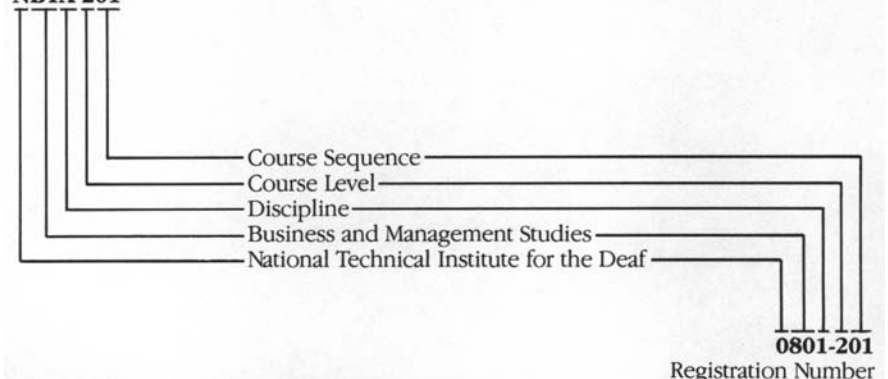 Course Sequence
Course Level
Discipline
Business and Management Studies
National Technical Institute for the Deaf
0801-201
Registration Number